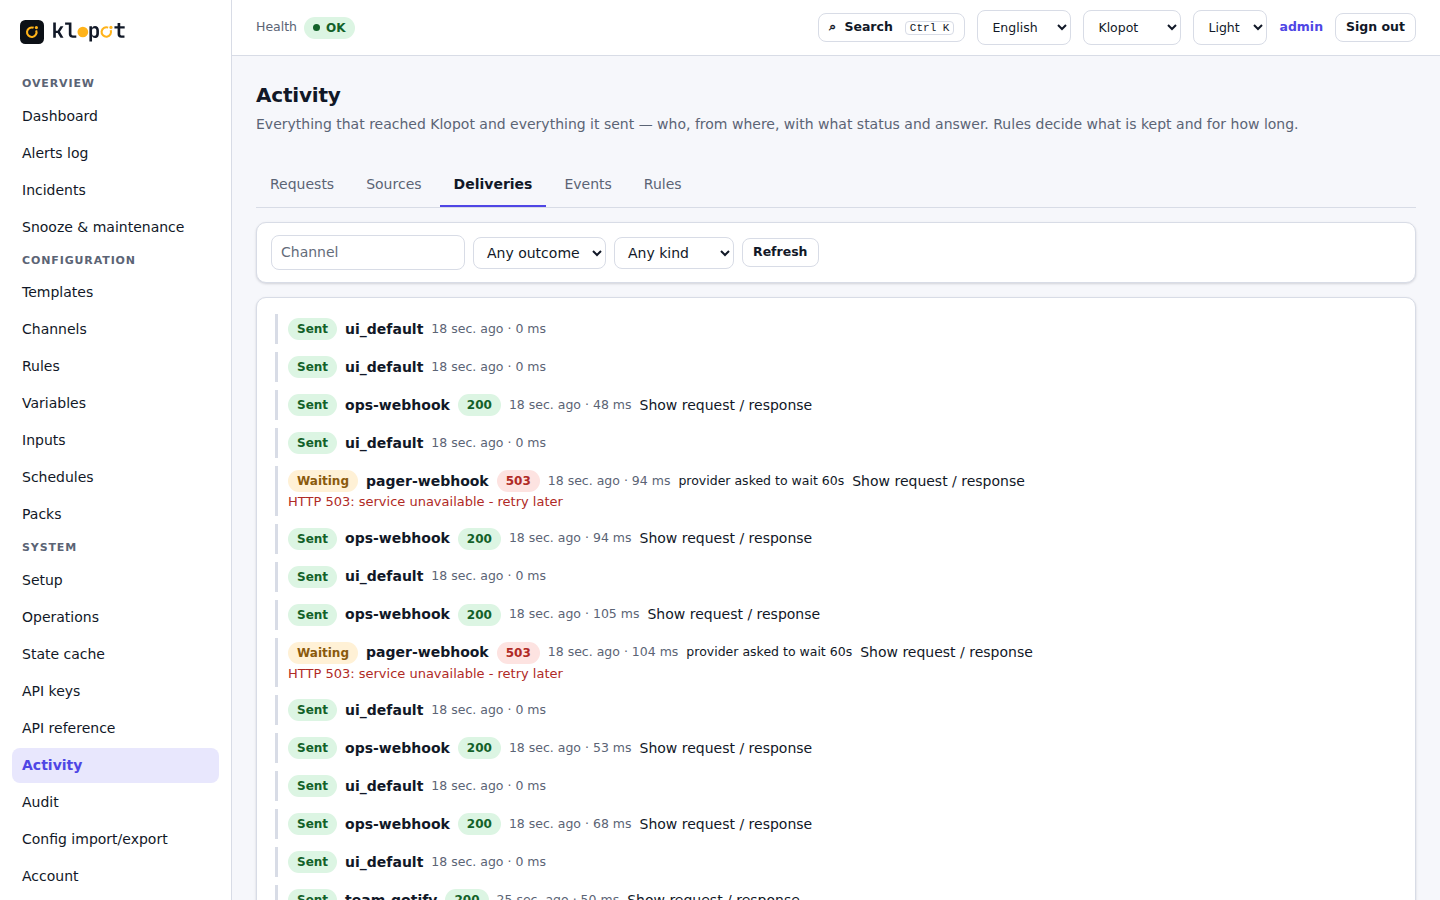 klopot
Health OK
Search Ctrl K
English
Klopot
Light
admin
Sign out
OVERVIEW
Dashboard
Alerts log
Incidents
Snooze & maintenance
CONFIGURATION
Templates
Channels
Rules
Variables
Inputs
Schedules
Packs
SYSTEM
Setup
Operations
State cache
API keys
API reference
Activity
Audit
Config import/export
Account
Activity
Everything that reached Klopot and everything it sent — who, from where, with what status and answer. Rules decide what is kept and for how long.
Requests Sources Deliveries Events Rules
Channel Any outcome Any kind Refresh
Sent ui_default 18 sec. ago · 0 ms
Sent ui_default 18 sec. ago · 0 ms
Sent ops-webhook 200 18 sec. ago · 48 ms Show request / response
Sent ui_default 18 sec. ago · 0 ms
Waiting pager-webhook 503 18 sec. ago · 94 ms provider asked to wait 60s Show request / response
HTTP 503: service unavailable - retry later
Sent ops-webhook 200 18 sec. ago · 94 ms Show request / response
Sent ui_default 18 sec. ago · 0 ms
Sent ops-webhook 200 18 sec. ago · 105 ms Show request / response
Waiting pager-webhook 503 18 sec. ago · 104 ms provider asked to wait 60s Show request / response
HTTP 503: service unavailable - retry later
Sent ui_default 18 sec. ago · 0 ms
Sent ops-webhook 200 18 sec. ago · 53 ms Show request / response
Sent ui_default 18 sec. ago · 0 ms
Sent ops-webhook 200 18 sec. ago · 68 ms Show request / response
Sent ui_default 18 sec. ago · 0 ms
Sent team-gotify 200 25 sec. ago · 50 ms Show request / response